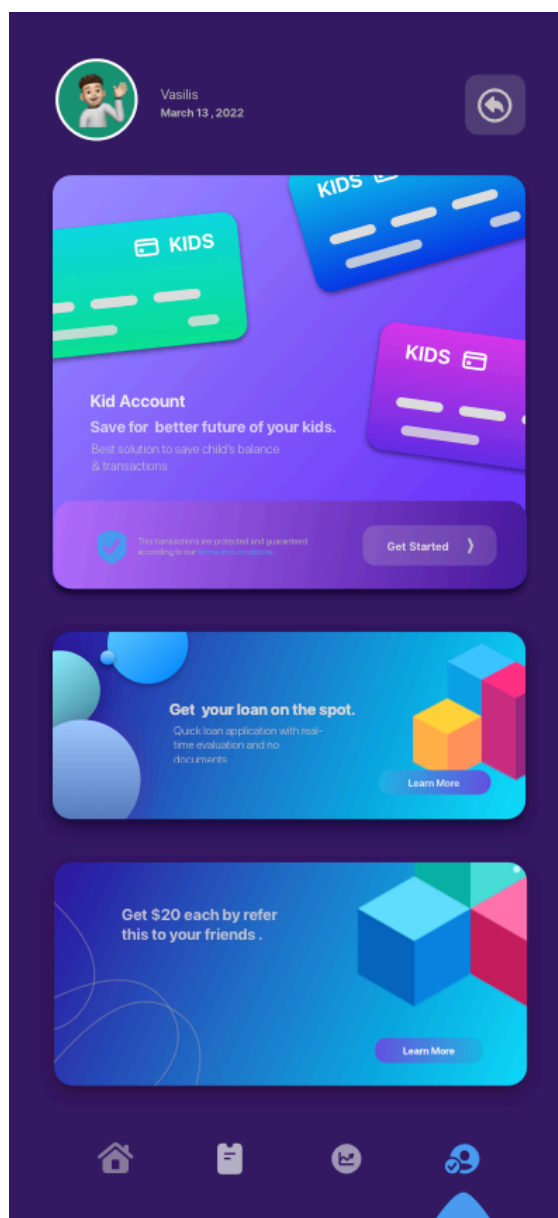 Vasilis
March 13 , 2022
KIDS
KIDS
KIDS
Kid Account
Save for better future of your kids.
Best solution to save child's balance
& transactions
This transactions are protected and guaranteed
according to our terms and conditions
Get Started
Get your loan on the spot.
Quick loan application with real-
time evaluation and no
documents
Learn More
Get $20 each by refer
this to your friends .
Learn More